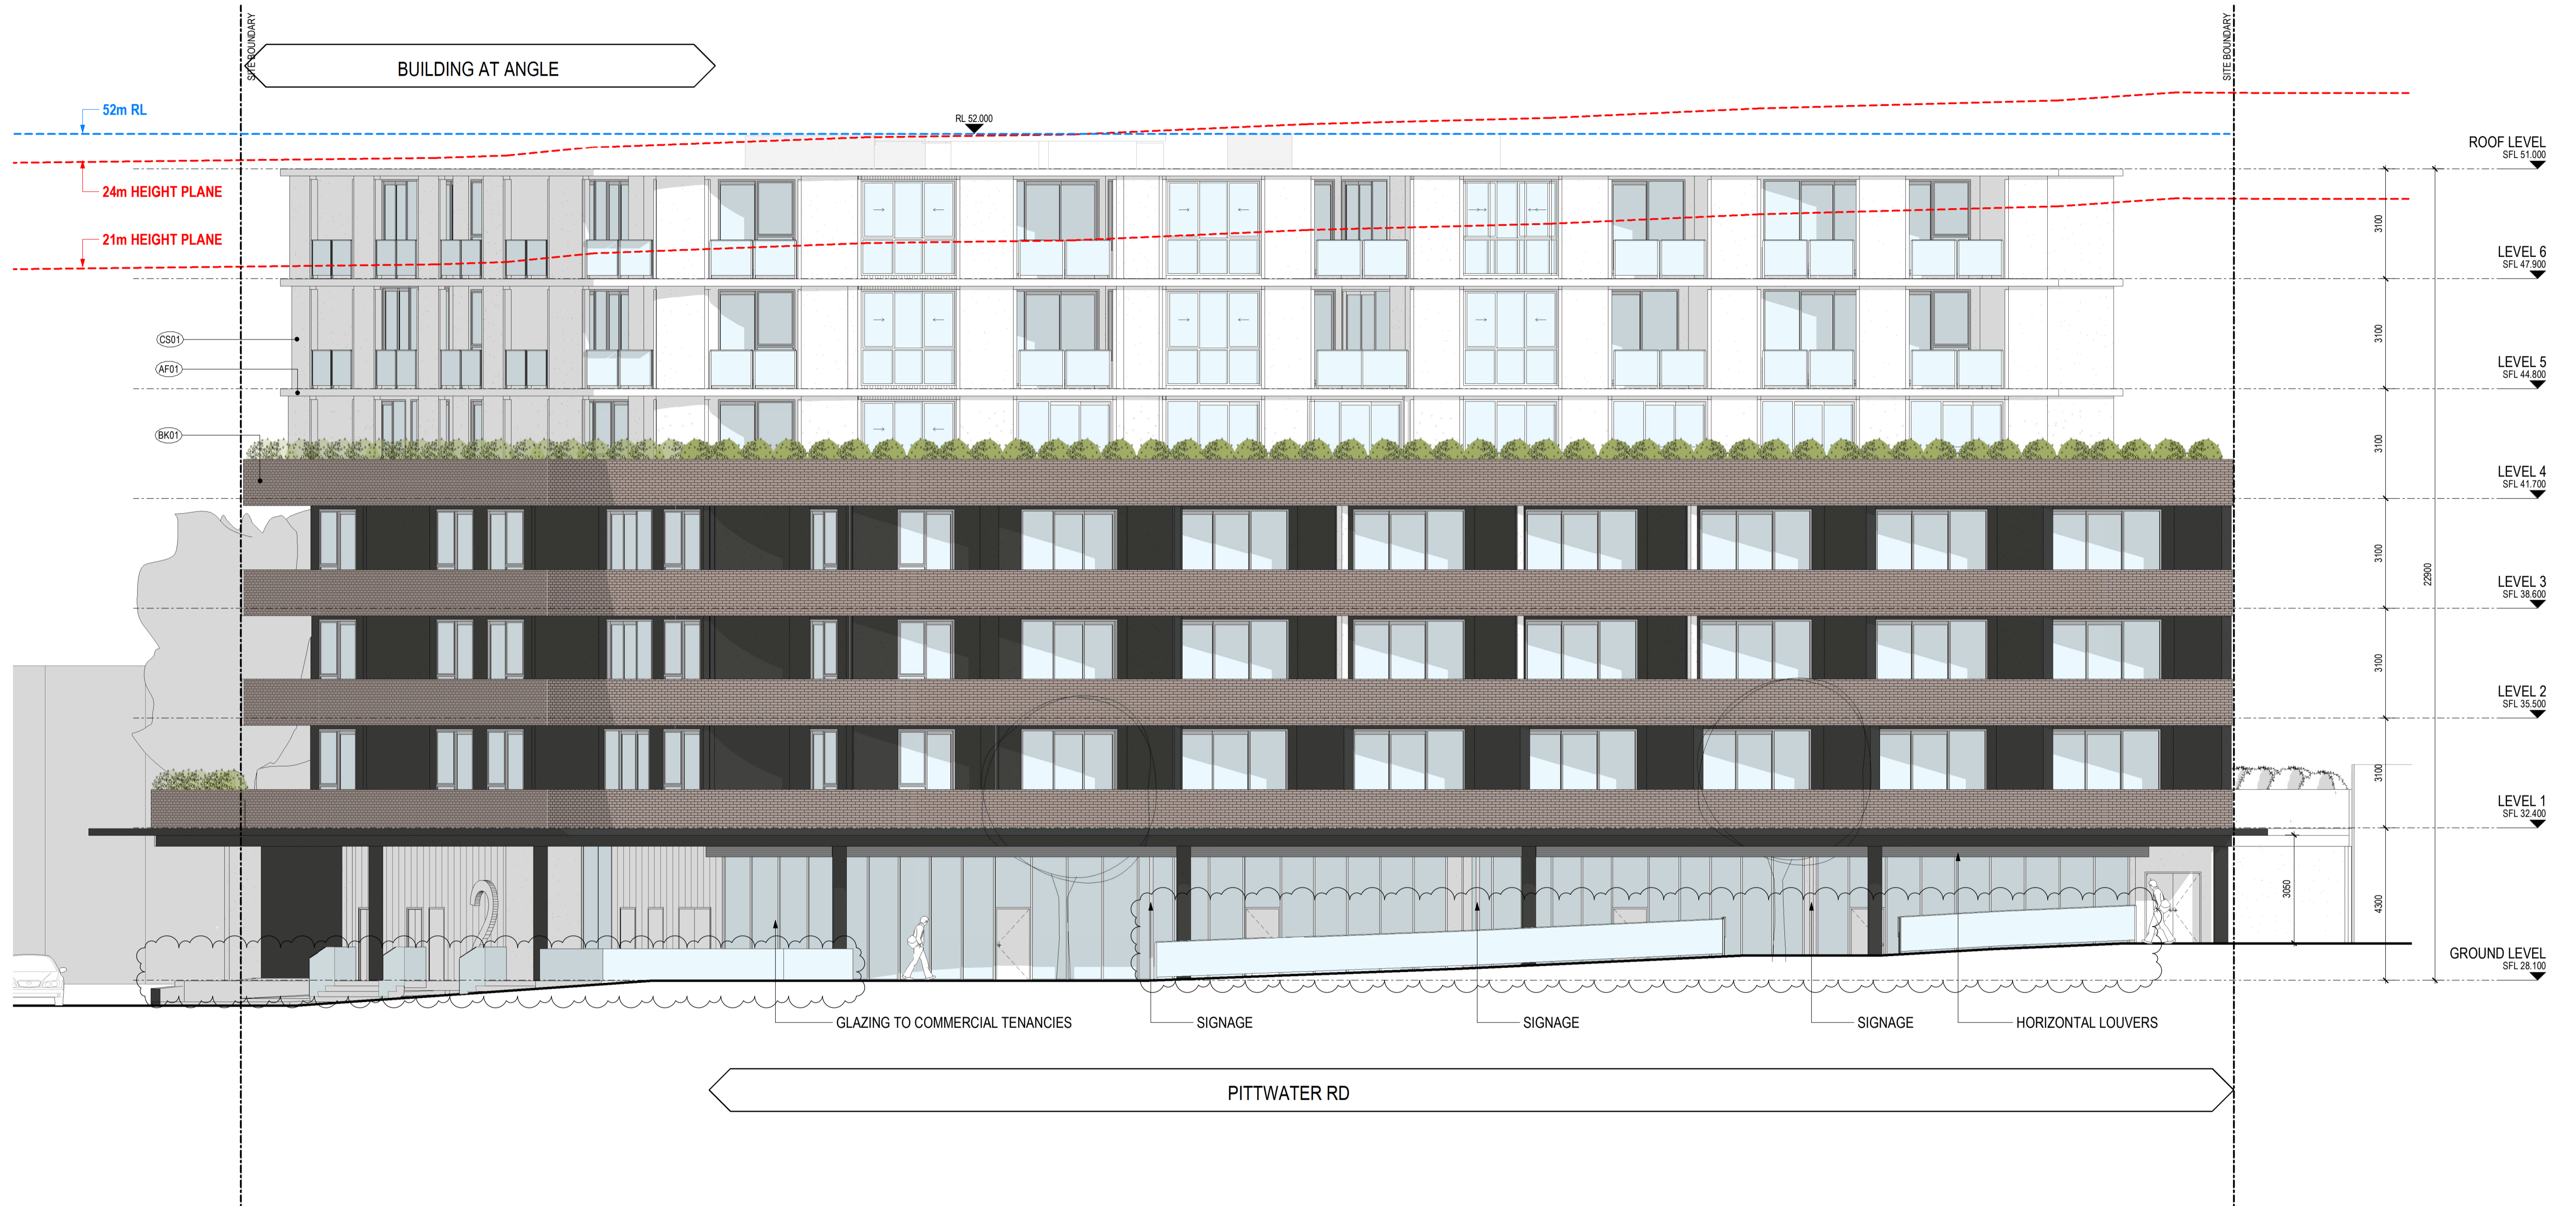 SITE BOUNDARY
SITE BOUNDARY
BUILDING AT ANGLE
52m RL
RL 52.000
ROOF LEVEL
SFL 51.000
24m HEIGHT PLANE
3100
21m HEIGHT PLANE
LEVEL 6
SFL 47.900
CS01
3100
AF01
LEVEL 5
SFL 44.800
BK01
3100
LEVEL 4
SFL 41.700
3100
22900
LEVEL 3
SFL 38.600
3100
LEVEL 2
SFL 35.500
3100
LEVEL 1
SFL 32.400
3050
4300
GROUND LEVEL
SFL 28.100
GLAZING TO COMMERCIAL TENANCIES
SIGNAGE
SIGNAGE
SIGNAGE
HORIZONTAL LOUVERS
PITTWATER RD